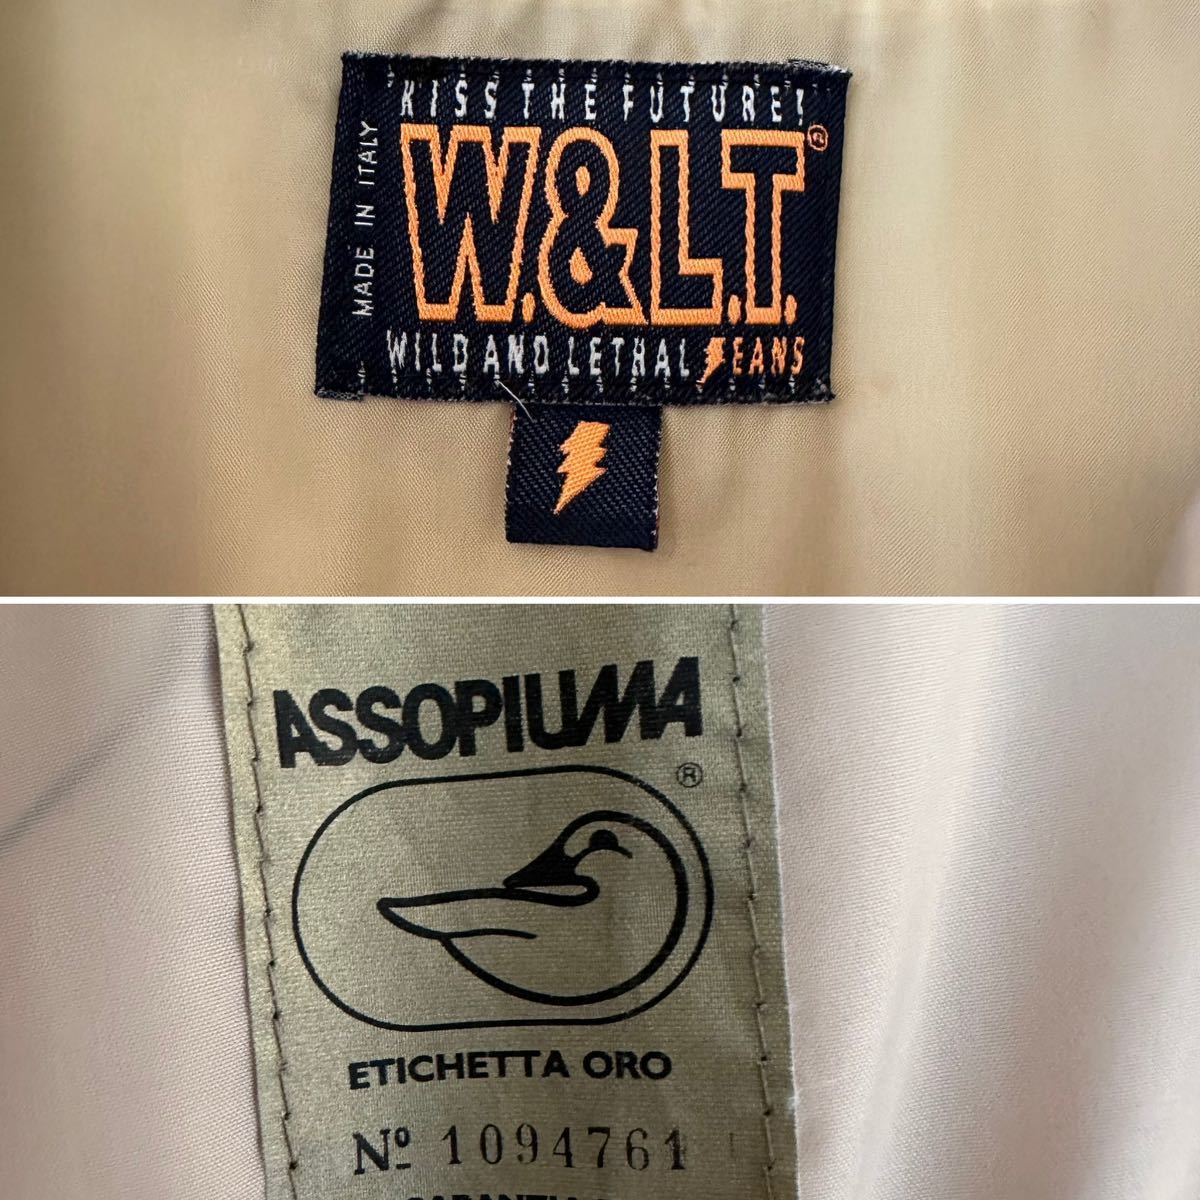 KISS THE FUTURE!
W.&L.T.®
MADE IN ITALY
WILD AND LETHAL JEANS
ASSOPIUMA
®
ETICHETTA ORO
Nº 1094761